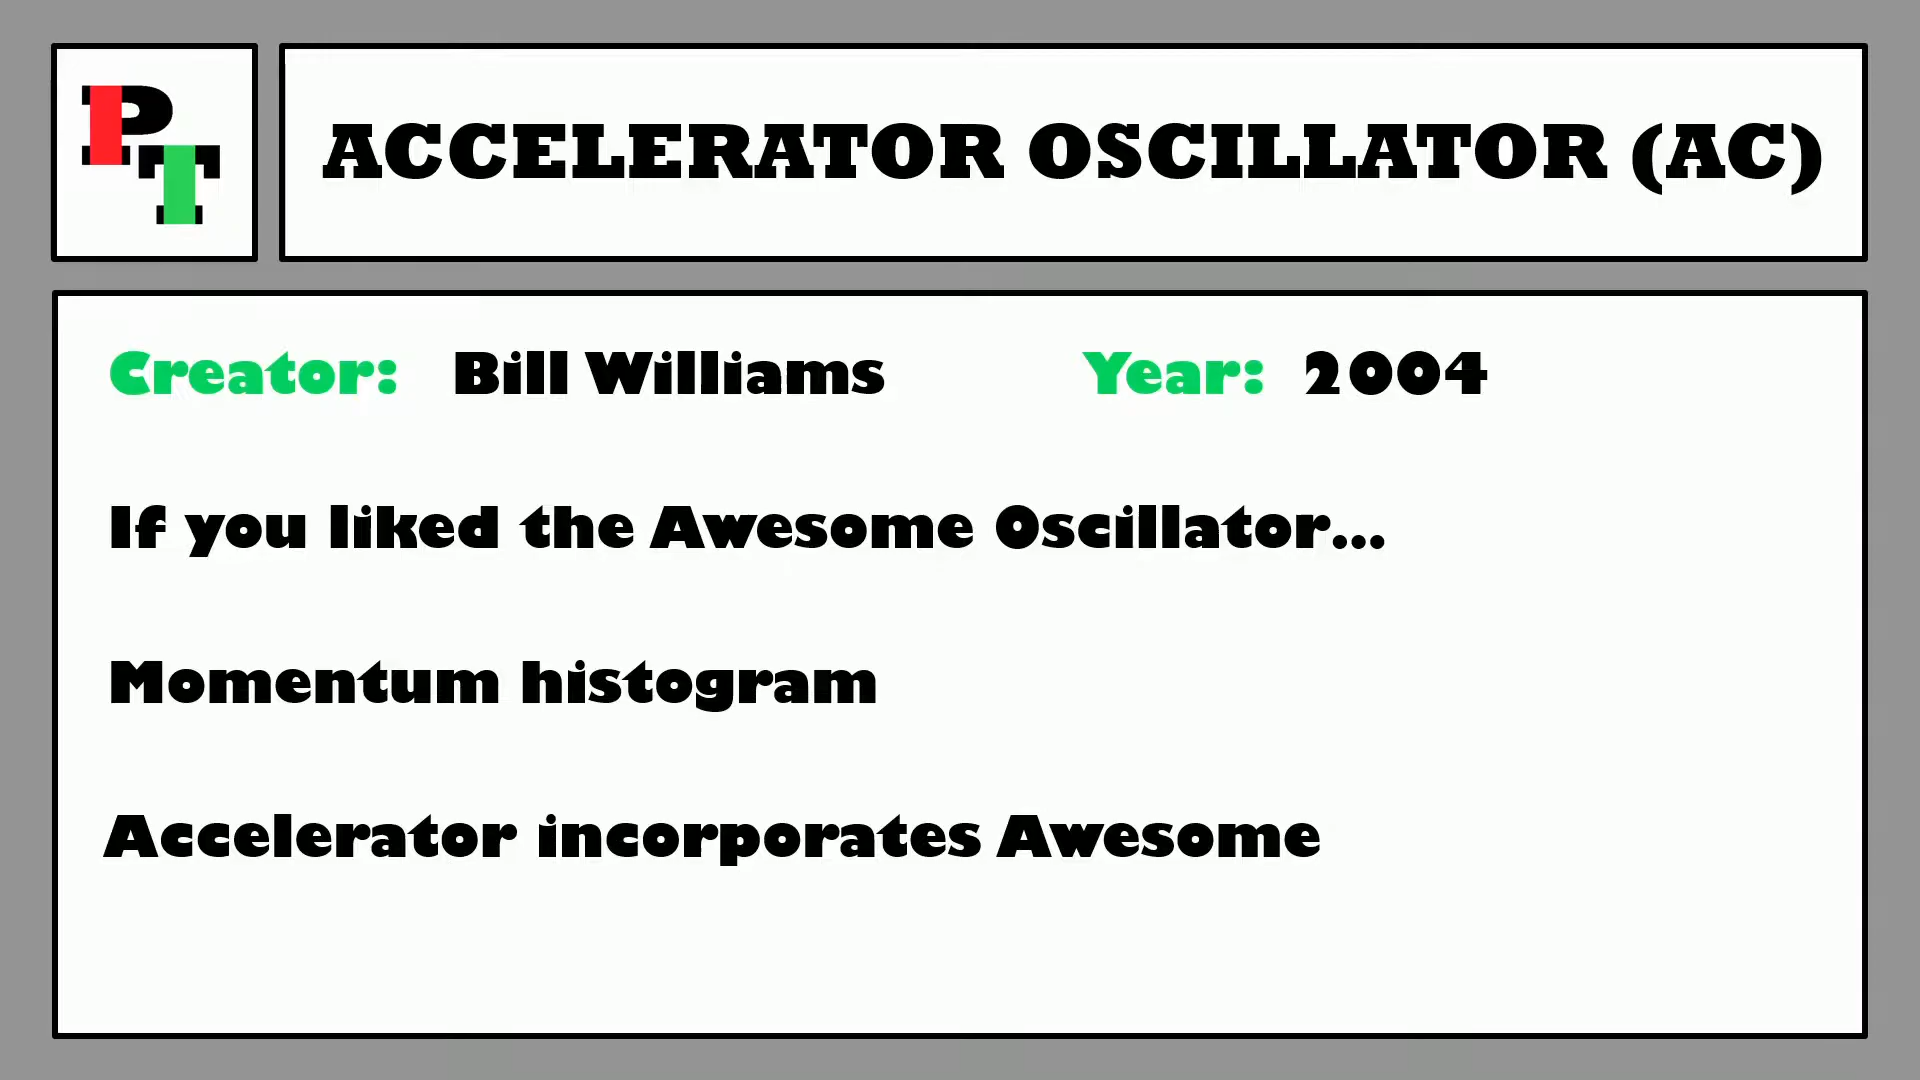 PT
ACCELERATOR OSCILLATOR (AC)
Creator: Bill Williams Year: 2004
If you liked the Awesome Oscillator...
Momentum histogram
Accelerator incorporates Awesome